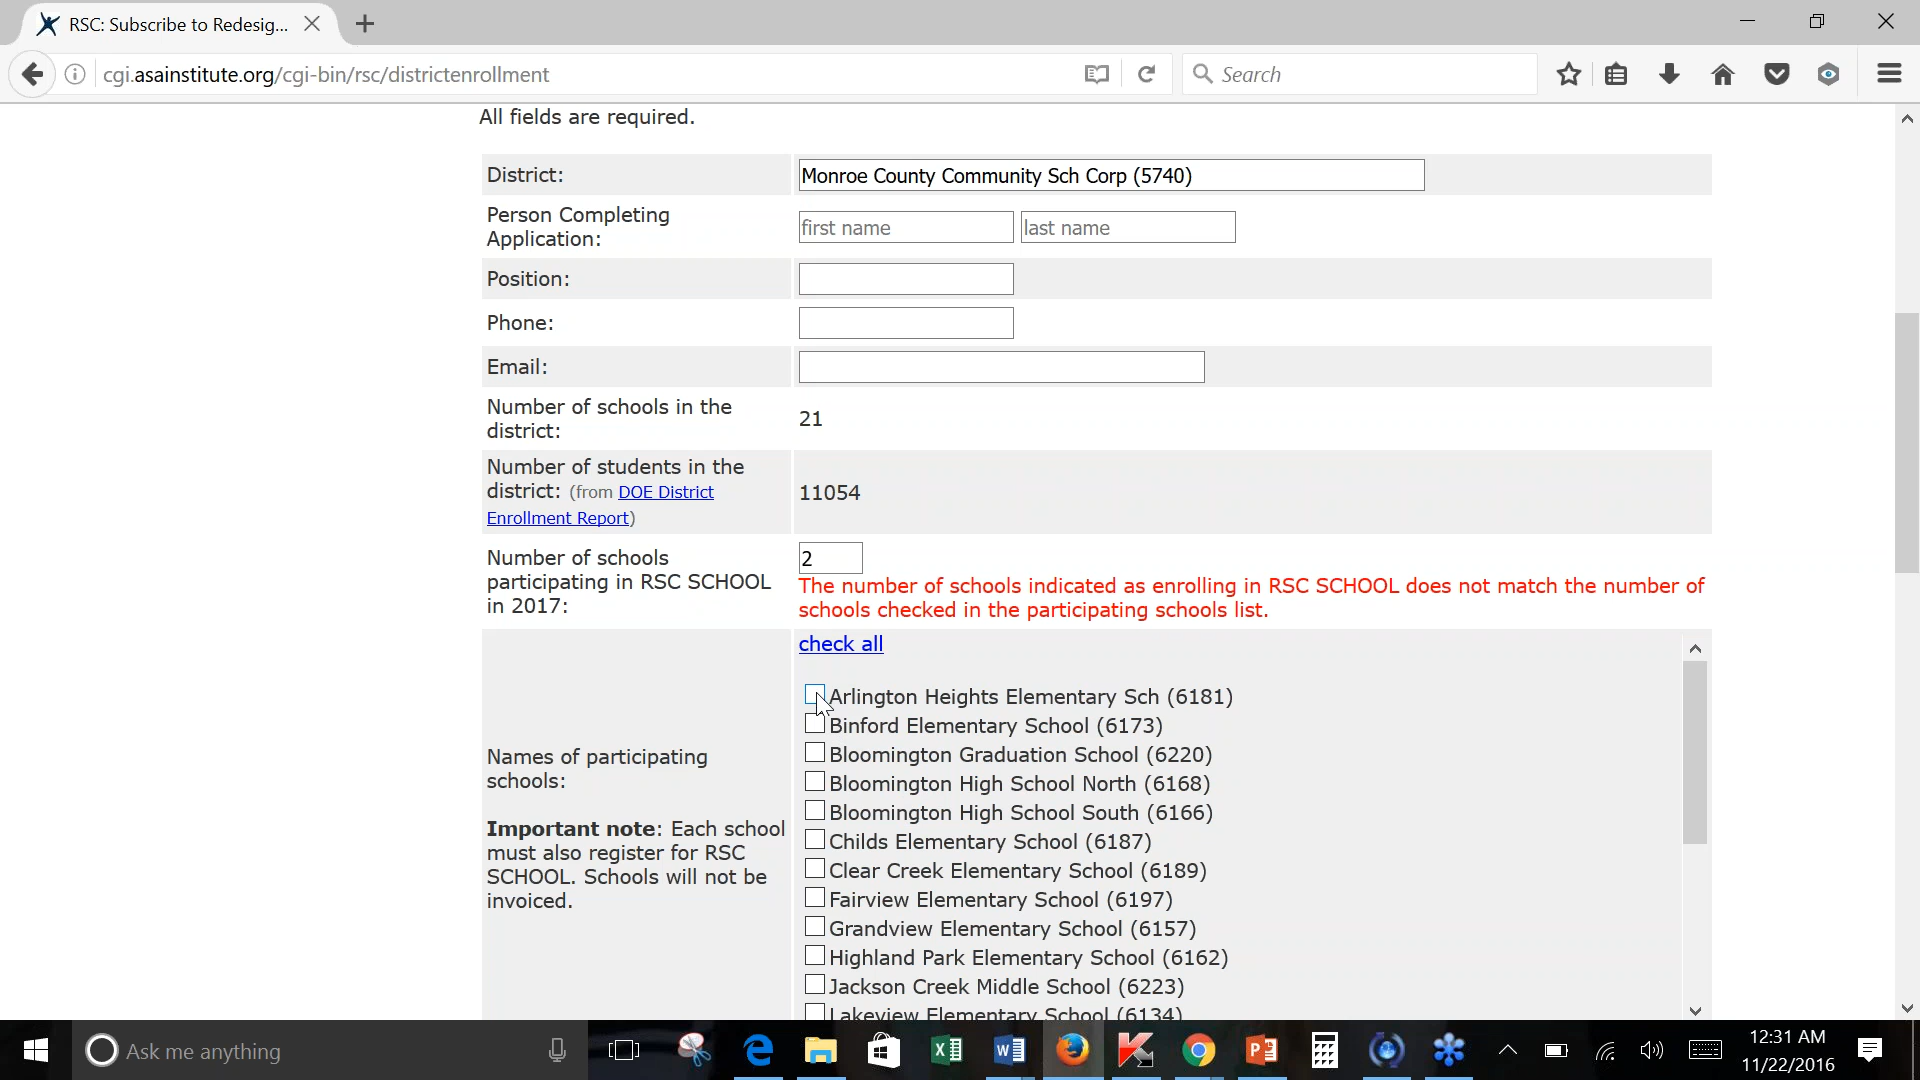 RSC: Subscribe to Redesig...
cgi.asainstitute.org/cgi-bin/rsc/districtenrollment
Search
All fields are required.
District:
Monroe County Community Sch Corp (5740)
Person Completing
Application:
first name
last name
Position:
Phone:
Email:
Number of schools in the
district:
21
Number of students in the
district: (from DOE District
Enrollment Report)
11054
Number of schools
participating in RSC SCHOOL
in 2017:
2
The number of schools indicated as enrolling in RSC SCHOOL does not match the number of
schools checked in the participating schools list.
Names of participating
schools:
Important note: Each school
must also register for RSC
SCHOOL. Schools will not be
invoiced.
check all
Arlington Heights Elementary Sch (6181)
Binford Elementary School (6173)
Bloomington Graduation School (6220)
Bloomington High School North (6168)
Bloomington High School South (6166)
Childs Elementary School (6187)
Clear Creek Elementary School (6189)
Fairview Elementary School (6197)
Grandview Elementary School (6157)
Highland Park Elementary School (6162)
Jackson Creek Middle School (6223)
Lakeview Elementary School (6134)
Ask me anything
12:31 AM
11/22/2016